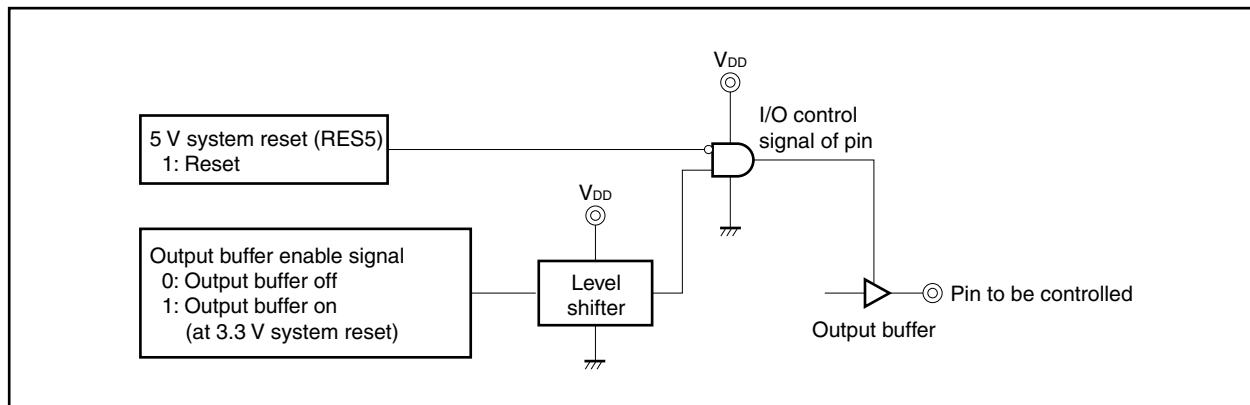 VDD
I/O control
signal of pin
5 V system reset (RES5)
1: Reset
VDD
Output buffer enable signal
0: Output buffer off
1: Output buffer on
(at 3.3 V system reset)
Level
shifter
Pin to be controlled
Output buffer